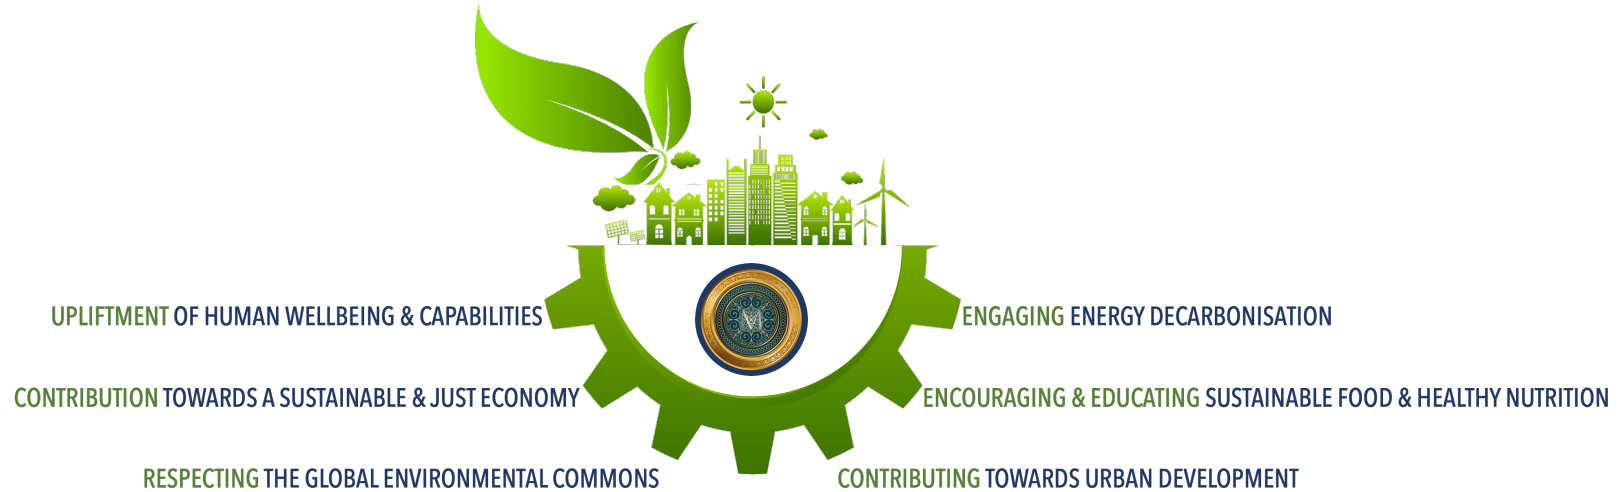 UPLIFTMENT OF HUMAN WELLBEING & CAPABILITIES
ENGAGING ENERGY DECARBONISATION
CONTRIBUTION TOWARDS A SUSTAINABLE & JUST ECONOMY
ENCOURAGING & EDUCATING SUSTAINABLE FOOD & HEALTHY NUTRITION
RESPECTING THE GLOBAL ENVIRONMENTAL COMMONS
CONTRIBUTING TOWARDS URBAN DEVELOPMENT